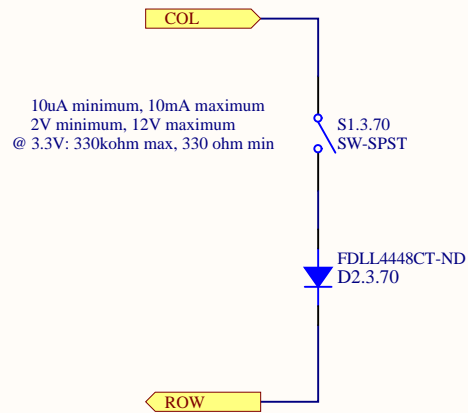 COL
10uA minimum, 10mA maximum
2V minimum, 12V maximum
@ 3.3V: 330kohm max, 330 ohm min
S1.3.70
SW-SPST
FDLL4448CT-ND
D2.3.70
ROW